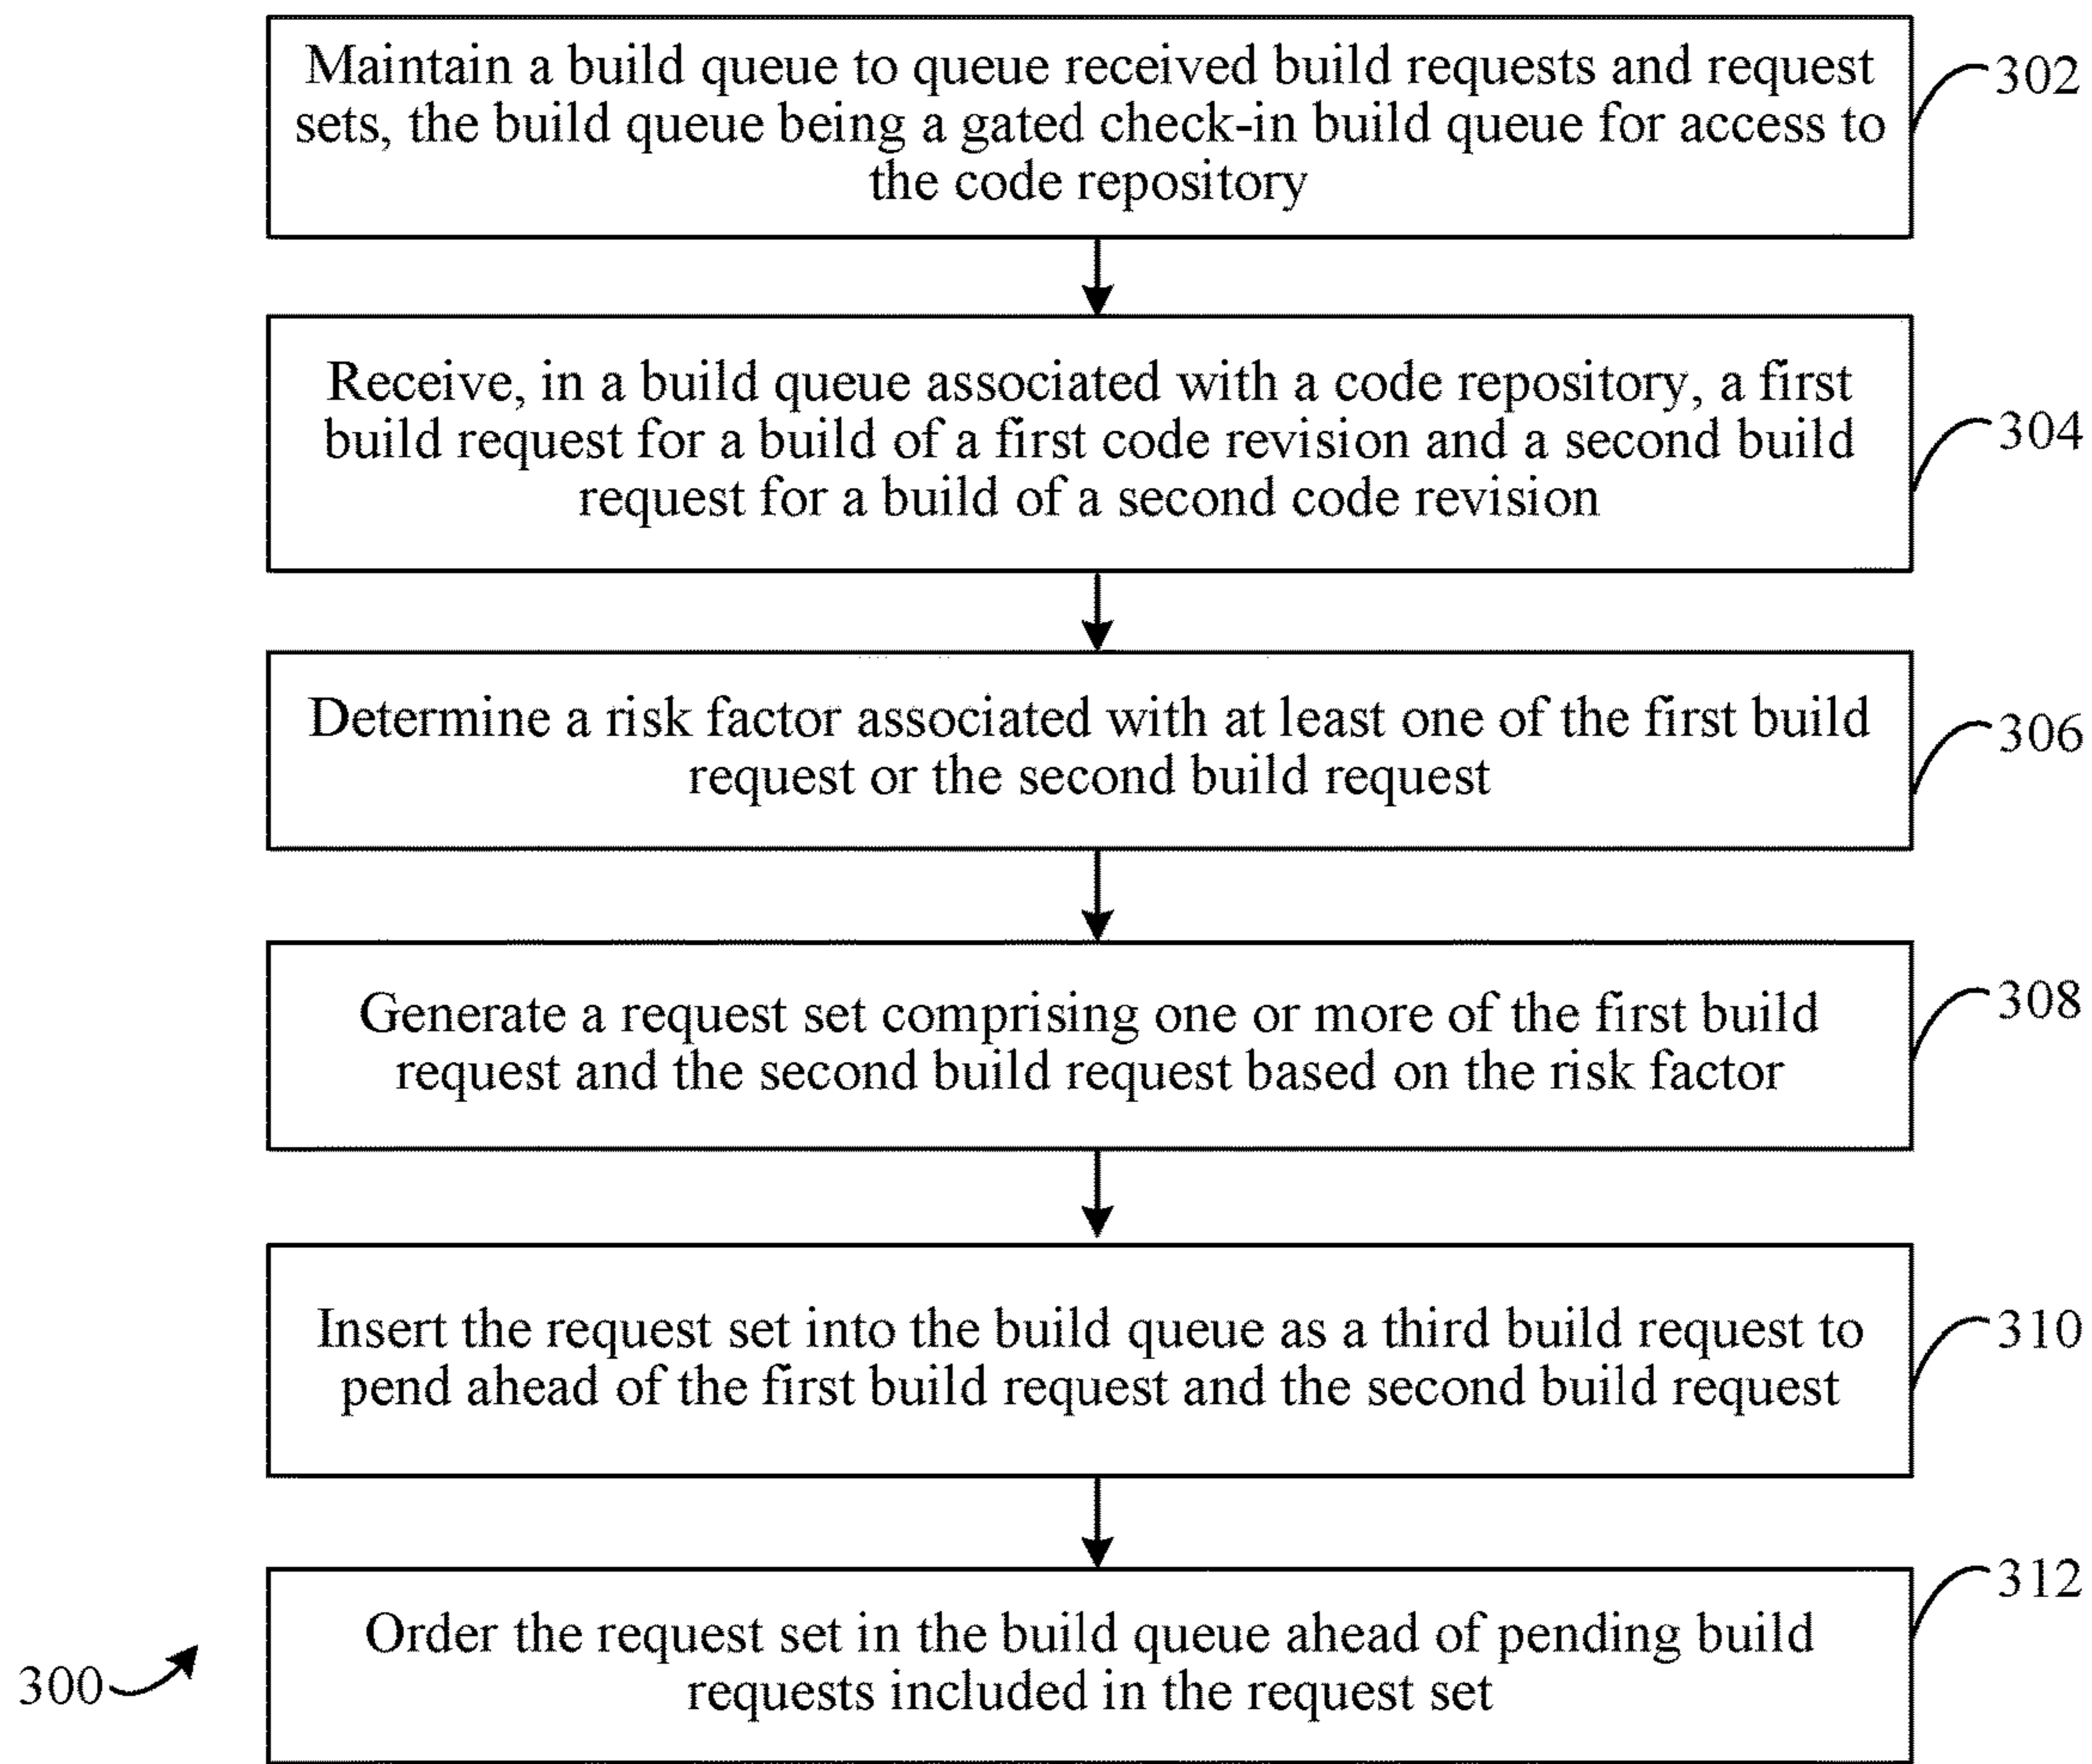 Maintain a build queue to queue received build requests and request
sets, the build queue being a gated check-in build queue for access to
the code repository
302
Receive, in a build queue associated with a code repository, a first
build request for a build of a first code revision and a second build
request for a build of a second code revision
304
Determine a risk factor associated with at least one of the first build
request or the second build request
306
Generate a request set comprising one or more of the first build
request and the second build request based on the risk factor
308
Insert the request set into the build queue as a third build request to
pend ahead of the first build request and the second build request
310
Order the request set in the build queue ahead of pending build
requests included in the request set
312
300